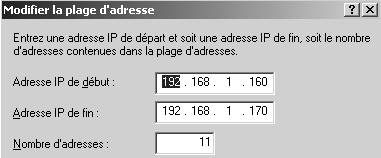 Modifier la plage d'adresse
Entrez une adresse IP de départ et soit une adresse IP de fin, soit le nombre
d'adresses contenues dans la plage d'adresses.
Adresse IP de début : 192 . 168 . 1 . 160
Adresse IP de fin : 192 . 168 . 1 . 170
Nombre d'adresses : 11